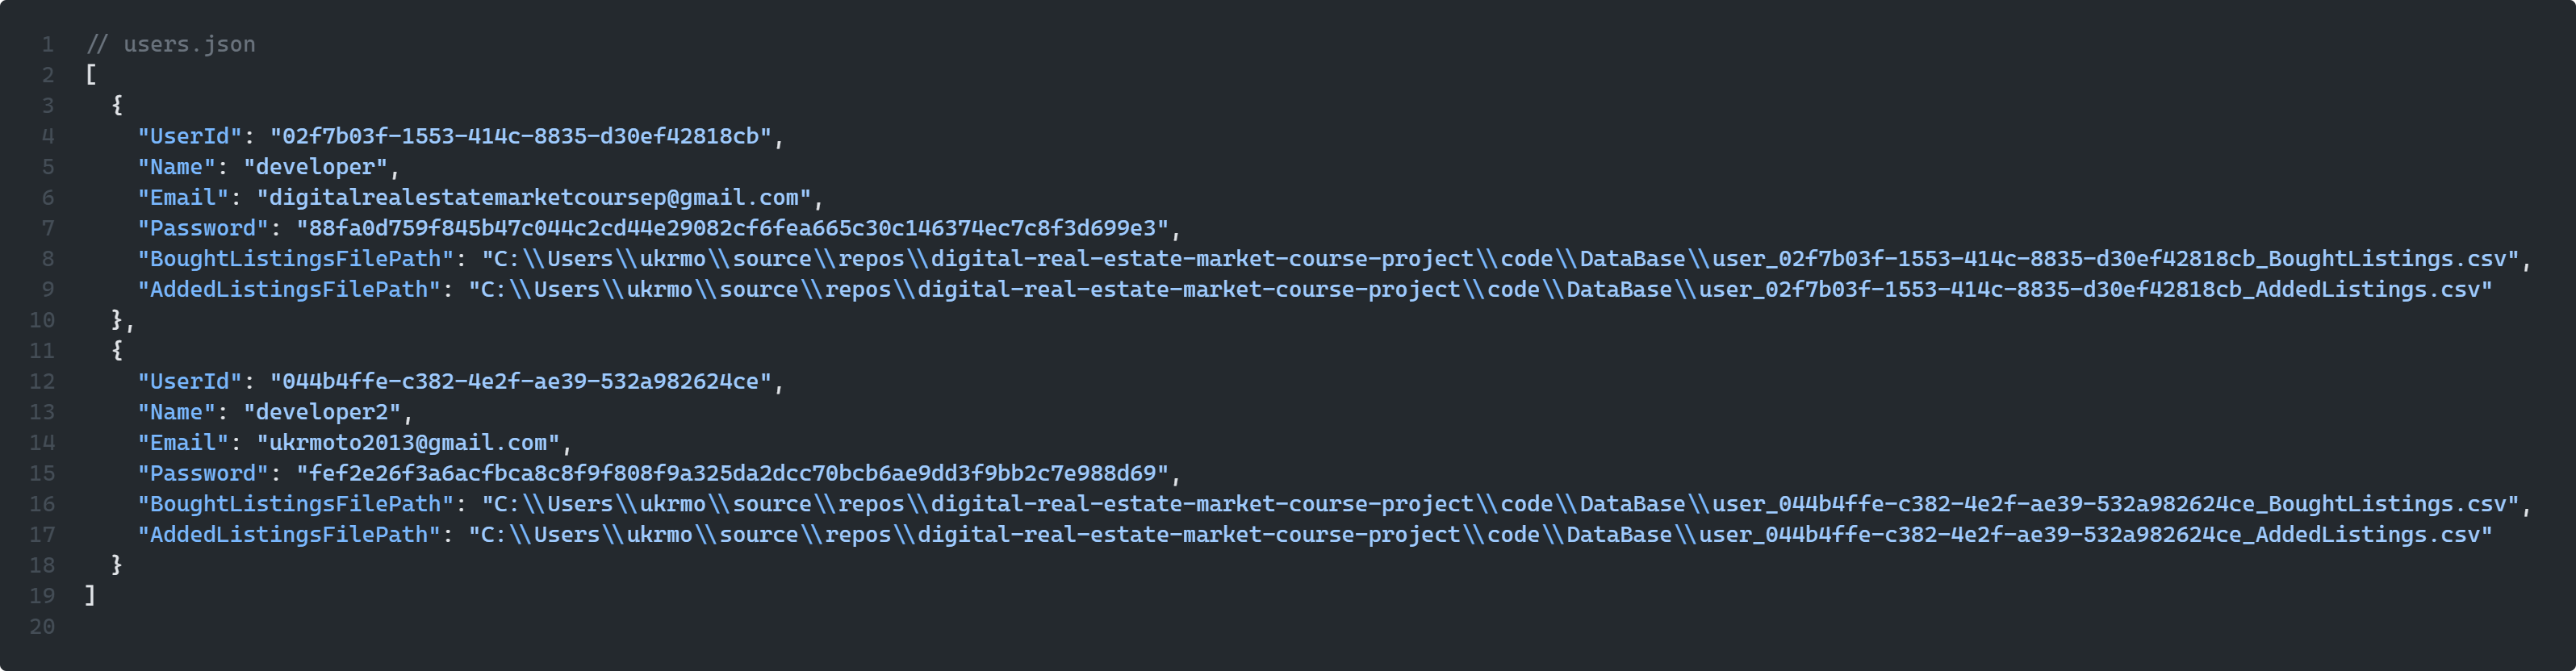 1 // users.json
2 [
3 {
4 "UserId": "02f7b03f-1553-414c-8835-d30ef42818cb",
5 "Name": "developer",
6 "Email": "digitalrealestatemarketcoursep@gmail.com",
7 "Password": "88fa0d759f845b47c044c2cd44e29082cf6fea665c30c146374ec7c8f3d699e3",
8 "BoughtListingsFilePath": "C:\\Users\\ukrmo\\source\\repos\\digital-real-estate-market-course-project\\code\\DataBase\\user_02f7b03f-1553-414c-8835-d30ef42818cb_BoughtListings.csv",
9 "AddedListingsFilePath": "C:\\Users\\ukrmo\\source\\repos\\digital-real-estate-market-course-project\\code\\DataBase\\user_02f7b03f-1553-414c-8835-d30ef42818cb_AddedListings.csv"
10 },
11 {
12 "UserId": "044b4ffe-c382-4e2f-ae39-532a982624ce",
13 "Name": "developer2",
14 "Email": "ukrmoto2013@gmail.com",
15 "Password": "fef2e26f3a6acfbca8c8f9f808f9a325da2dcc70bcb6ae9dd3f9bb2c7e988d69",
16 "BoughtListingsFilePath": "C:\\Users\\ukrmo\\source\\repos\\digital-real-estate-market-course-project\\code\\DataBase\\user_044b4ffe-c382-4e2f-ae39-532a982624ce_BoughtListings.csv",
17 "AddedListingsFilePath": "C:\\Users\\ukrmo\\source\\repos\\digital-real-estate-market-course-project\\code\\DataBase\\user_044b4ffe-c382-4e2f-ae39-532a982624ce_AddedListings.csv"
18 }
19 ]
20